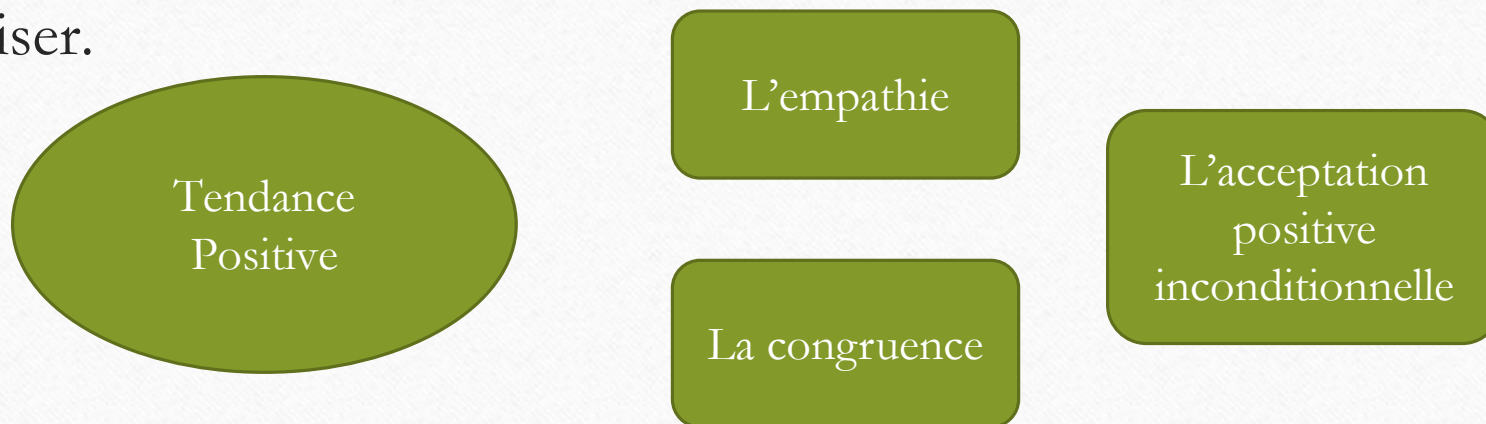 iser.
Tendance
Positive
L'empathie
La congruence
L'acceptation
positive
inconditionnelle